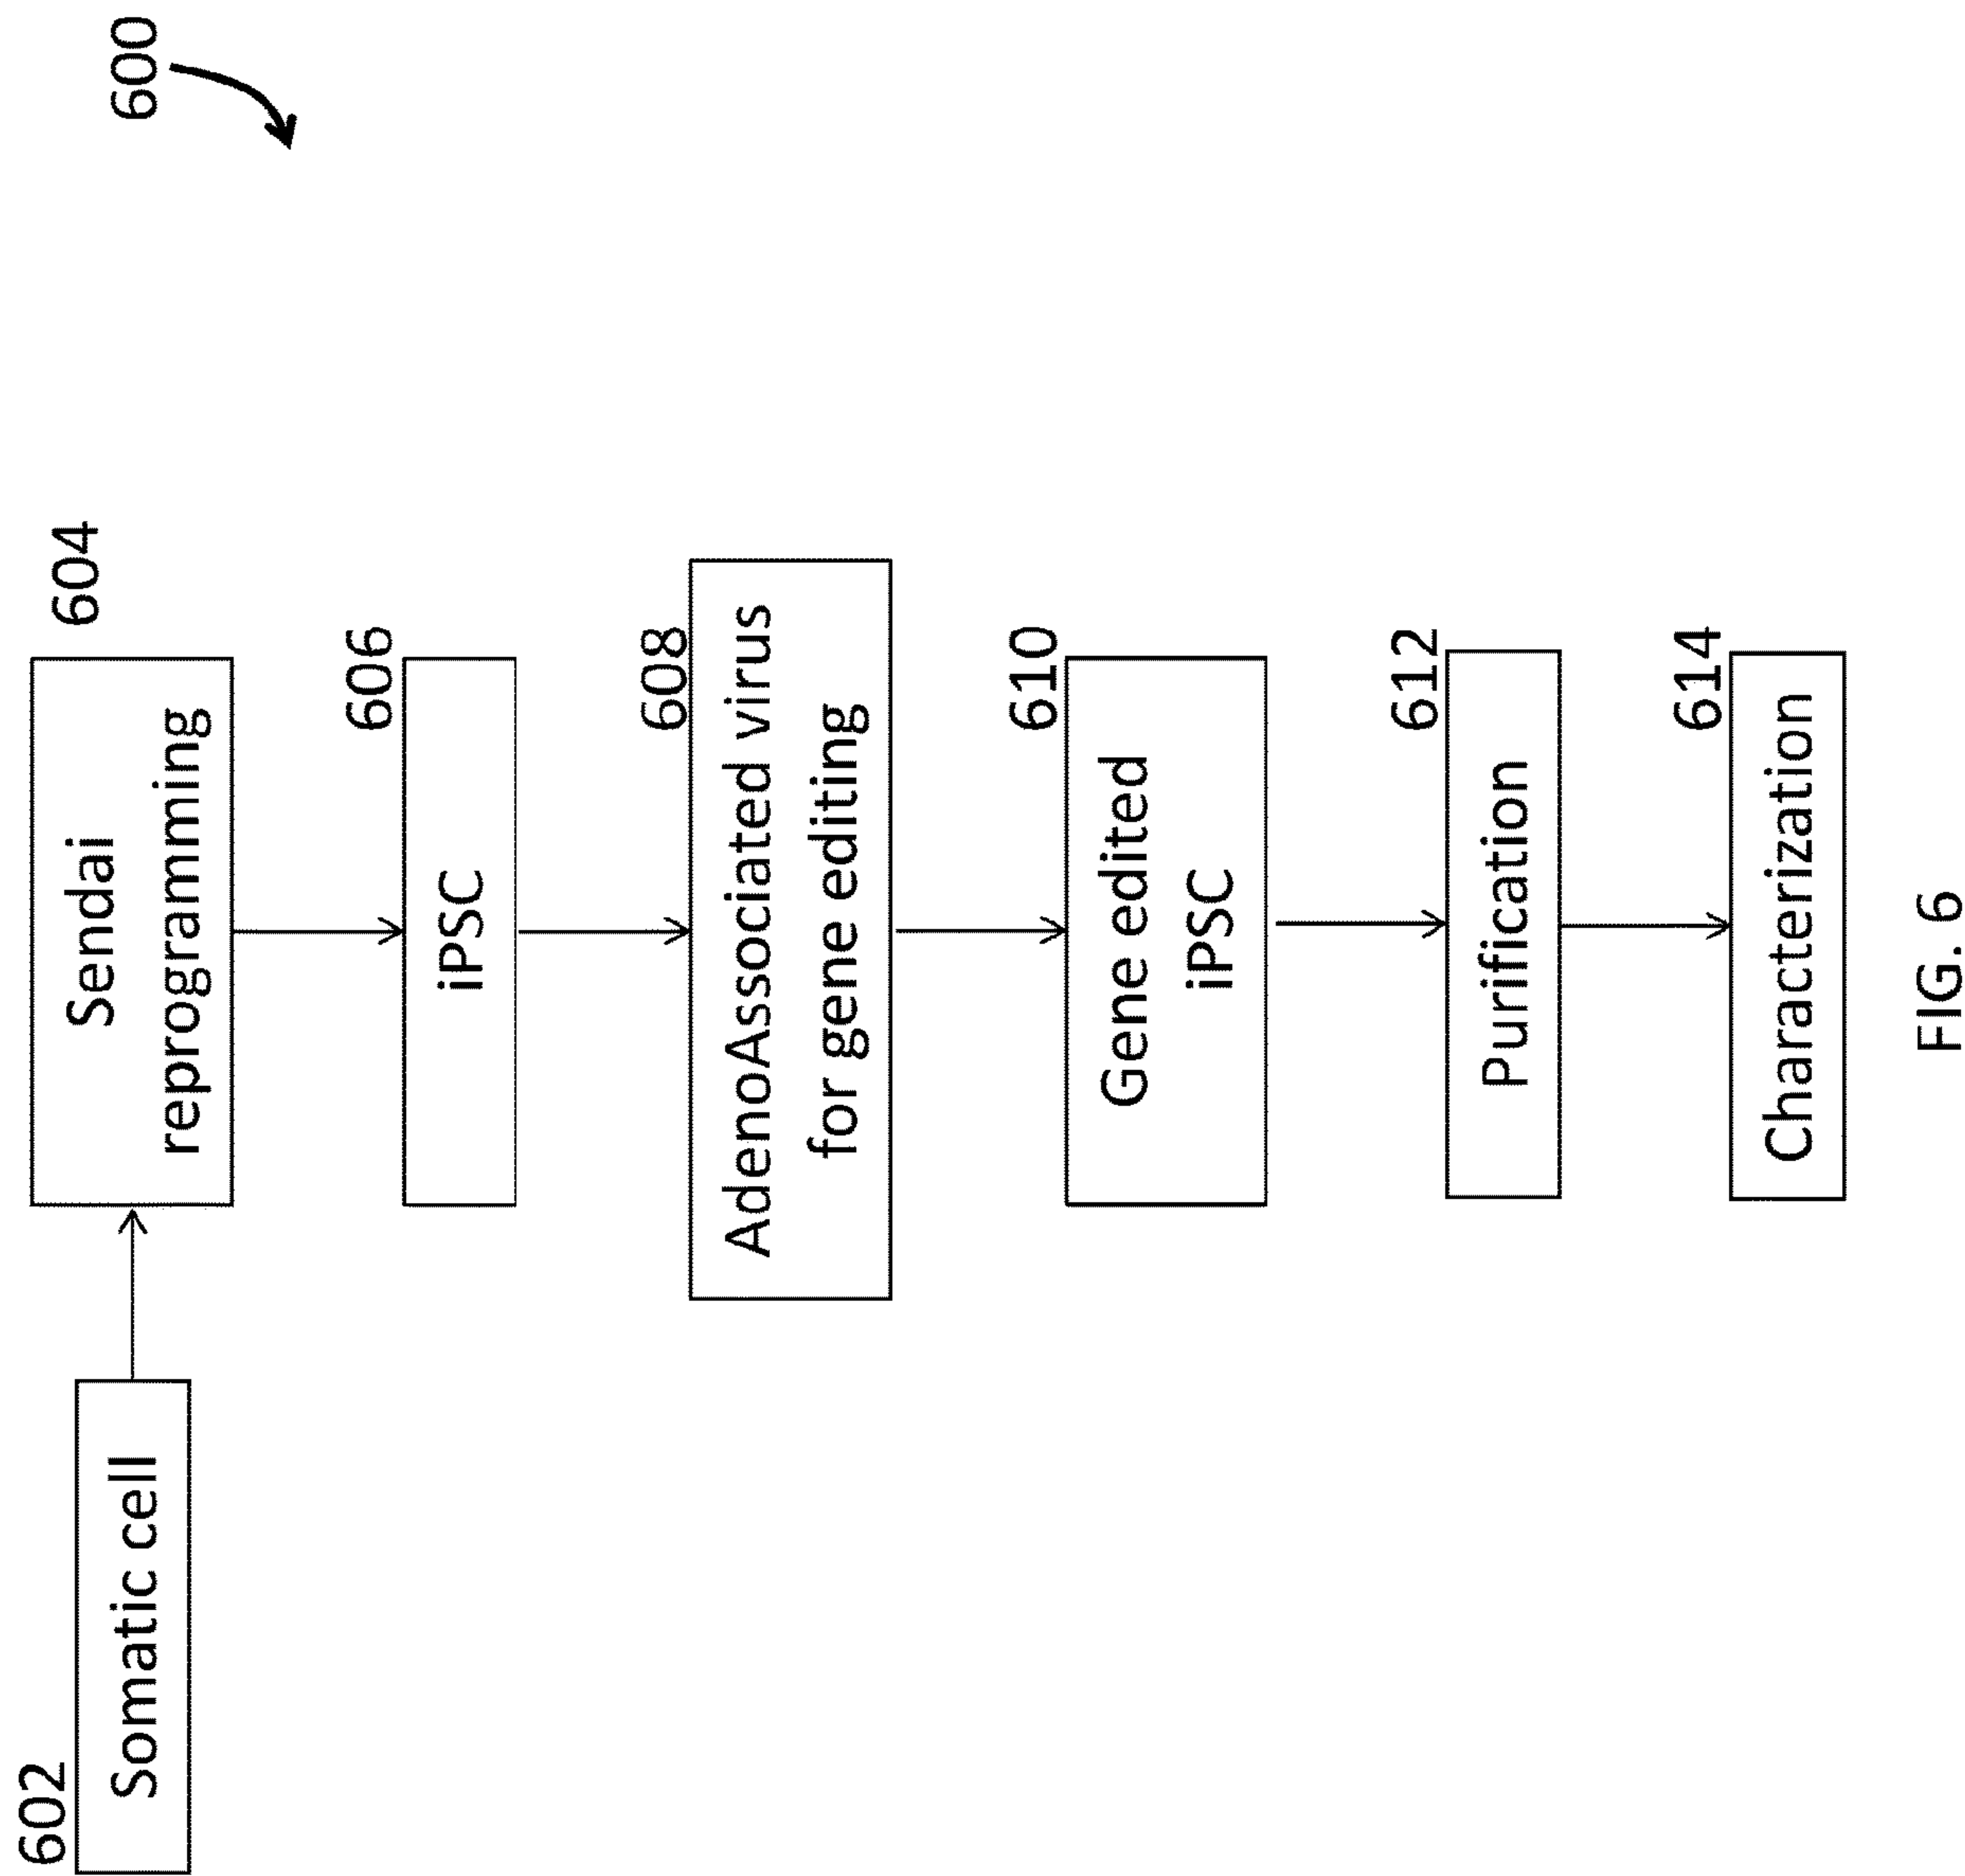 600
602
Somatic cell
604
Sendai
reprogramming
606
iPSC
608
AdenoAssociated virus
for gene editing
610
Gene edited
iPSC
612
Purification
614
Characterization
FIG. 6